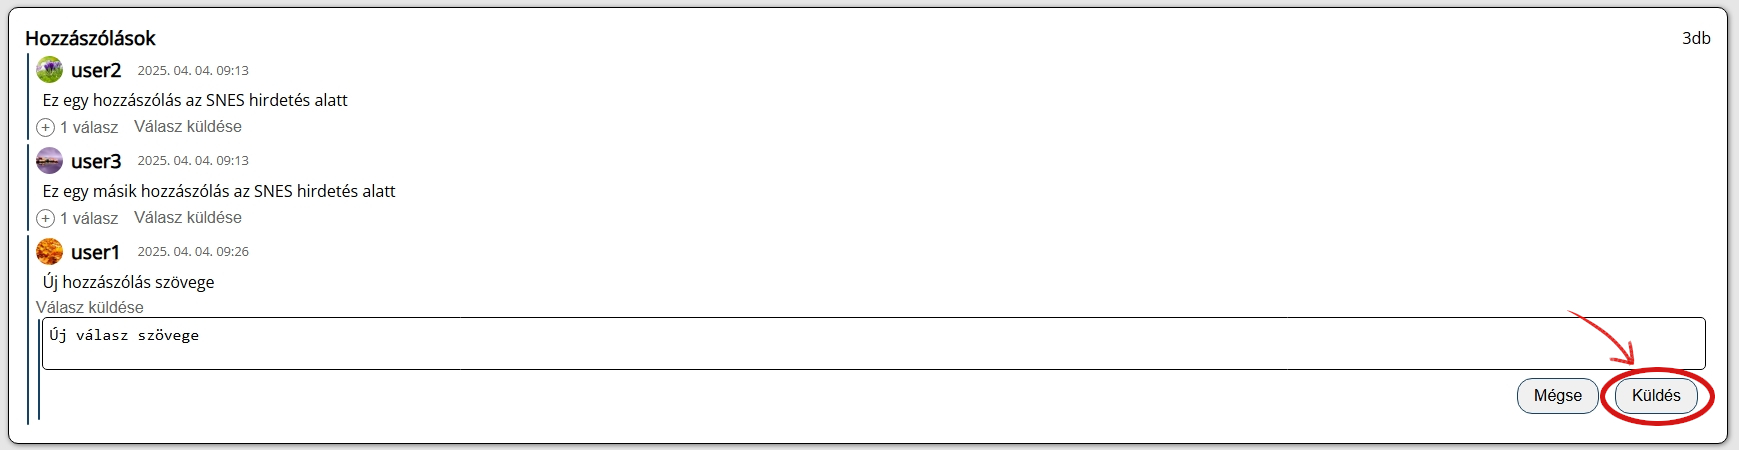 Hozzászólások 3db
user2 2025. 04. 04. 09:13
Ez egy hozzászólás az SNES hirdetés alatt
+ 1 válasz Válasz küldése
user3 2025. 04. 04. 09:13
Ez egy másik hozzászólás az SNES hirdetés alatt
+ 1 válasz Válasz küldése
user1 2025. 04. 04. 09:26
Új hozzászólás szövege
Válasz küldése
Új válasz szövege
Mégse Küldés